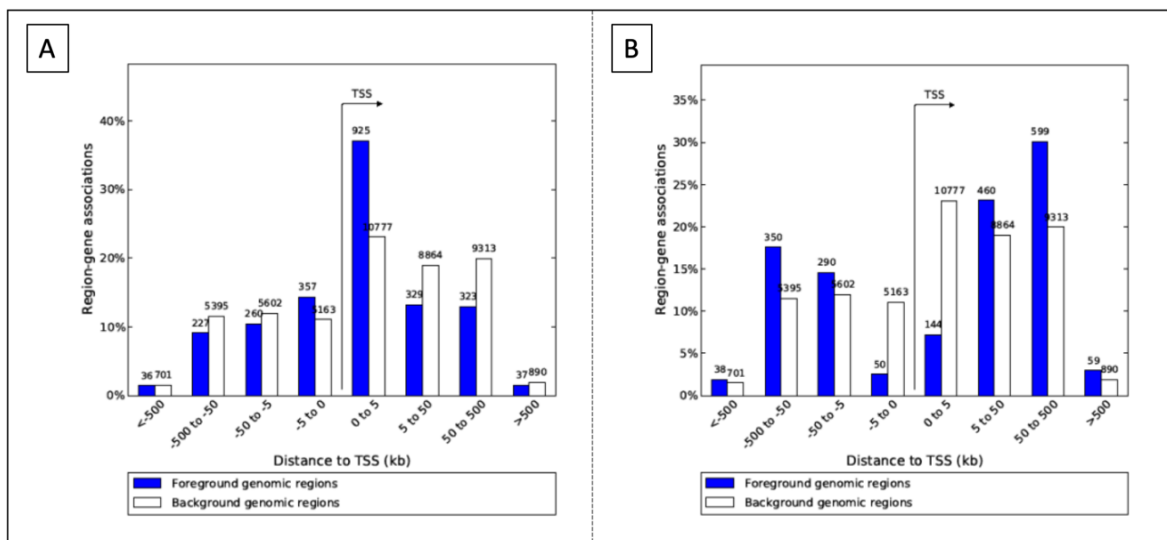 A
TSS
Region-gene associations
40%
30%
20%
10%
0%
36 701
227 5395
260 5602
357 5163
925 10777
329 8864
323 9313
37 890
<-500
-500 to -50
-50 to -5
-5 to 0
0 to 5
5 to 50
50 to 500
>500
Distance to TSS (kb)
Foreground genomic regions
Background genomic regions
B
TSS
Region-gene associations
35%
30%
25%
20%
15%
10%
5%
0%
38 701
350 5395
290 5602
50 5163
144 10777
460 8864
599 9313
59 890
<-500
-500 to -50
-50 to -5
-5 to 0
0 to 5
5 to 50
50 to 500
>500
Distance to TSS (kb)
Foreground genomic regions
Background genomic regions